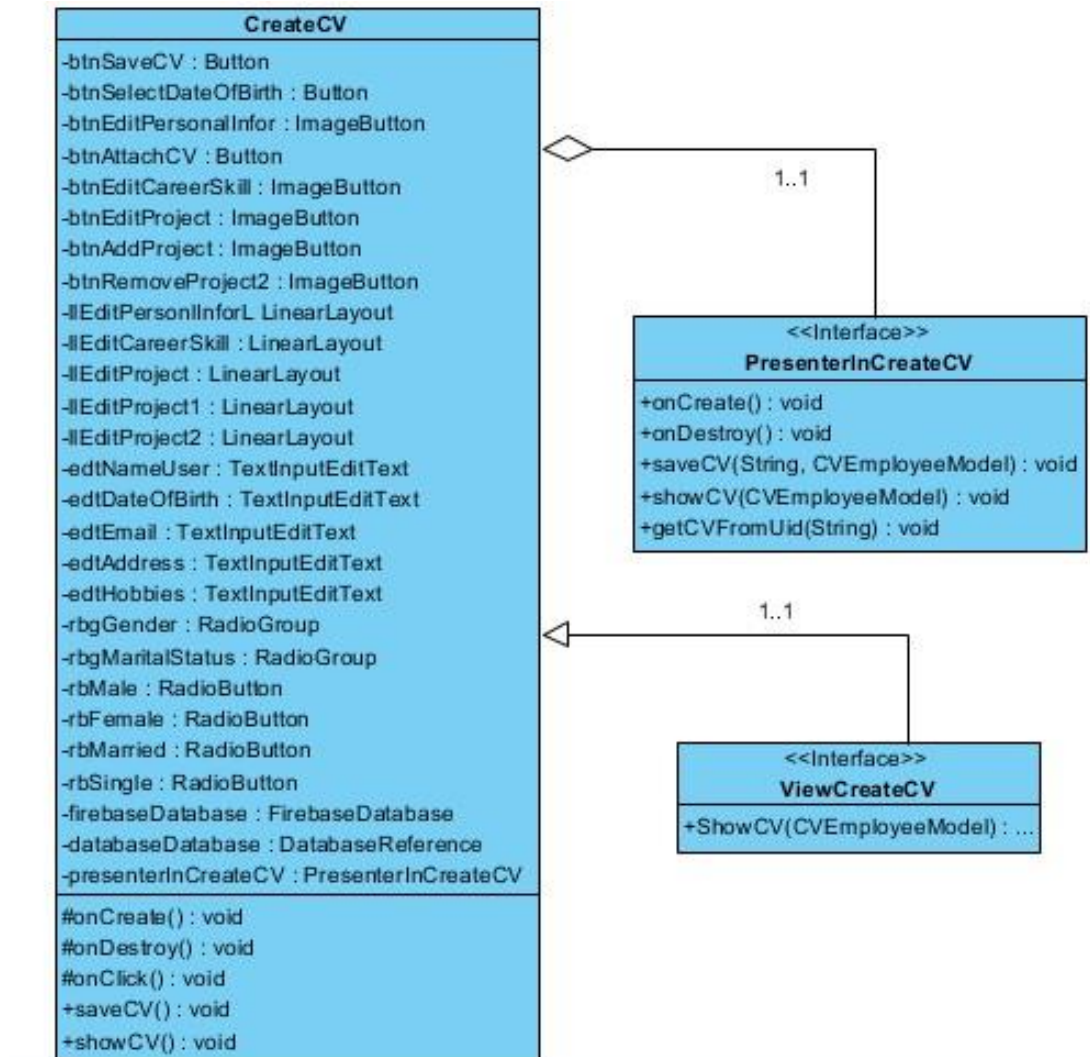 CreateCV
-btnSaveCV : Button
-btnSelectDateOfBirth : Button
-btnEditPersonalInfor : ImageButton
-btnAttachCV : Button
-btnEditCareerSkill : ImageButton
-btnEditProject : ImageButton
-btnAddProject : ImageButton
-btnRemoveProject2 : ImageButton
-llEditPersonlInforL LinearLayout
-llEditCareerSkill : LinearLayout
-llEditProject : LinearLayout
-llEditProject1 : LinearLayout
-llEditProject2 : LinearLayout
-edtNameUser : TextInputEditText
-edtDateOfBirth : TextInputEditText
-edtEmail : TextInputEditText
-edtAddress : TextInputEditText
-edtHobbies : TextInputEditText
-rbgGender : RadioGroup
-rbgMaritalStatus : RadioGroup
-rbMale : RadioButton
-rbFemale : RadioButton
-rbMarried : RadioButton
-rbSingle : RadioButton
-firebaseDatabase : FirebaseDatabase
-databaseDatabase : DatabaseReference
-presenterInCreateCV : PresenterInCreateCV
#onCreate() : void
#onDestroy() : void
#onClick() : void
+saveCV() : void
+showCV() : void
1..1
<<Interface>>
PresenterInCreateCV
+onCreate() : void
+onDestroy() : void
+saveCV(String, CVEmployeeModel) : void
+showCV(CVEmployeeModel) : void
+getCVFromUid(String) : void
1..1
<<Interface>>
ViewCreateCV
+ShowCV(CVEmployeeModel) : ...